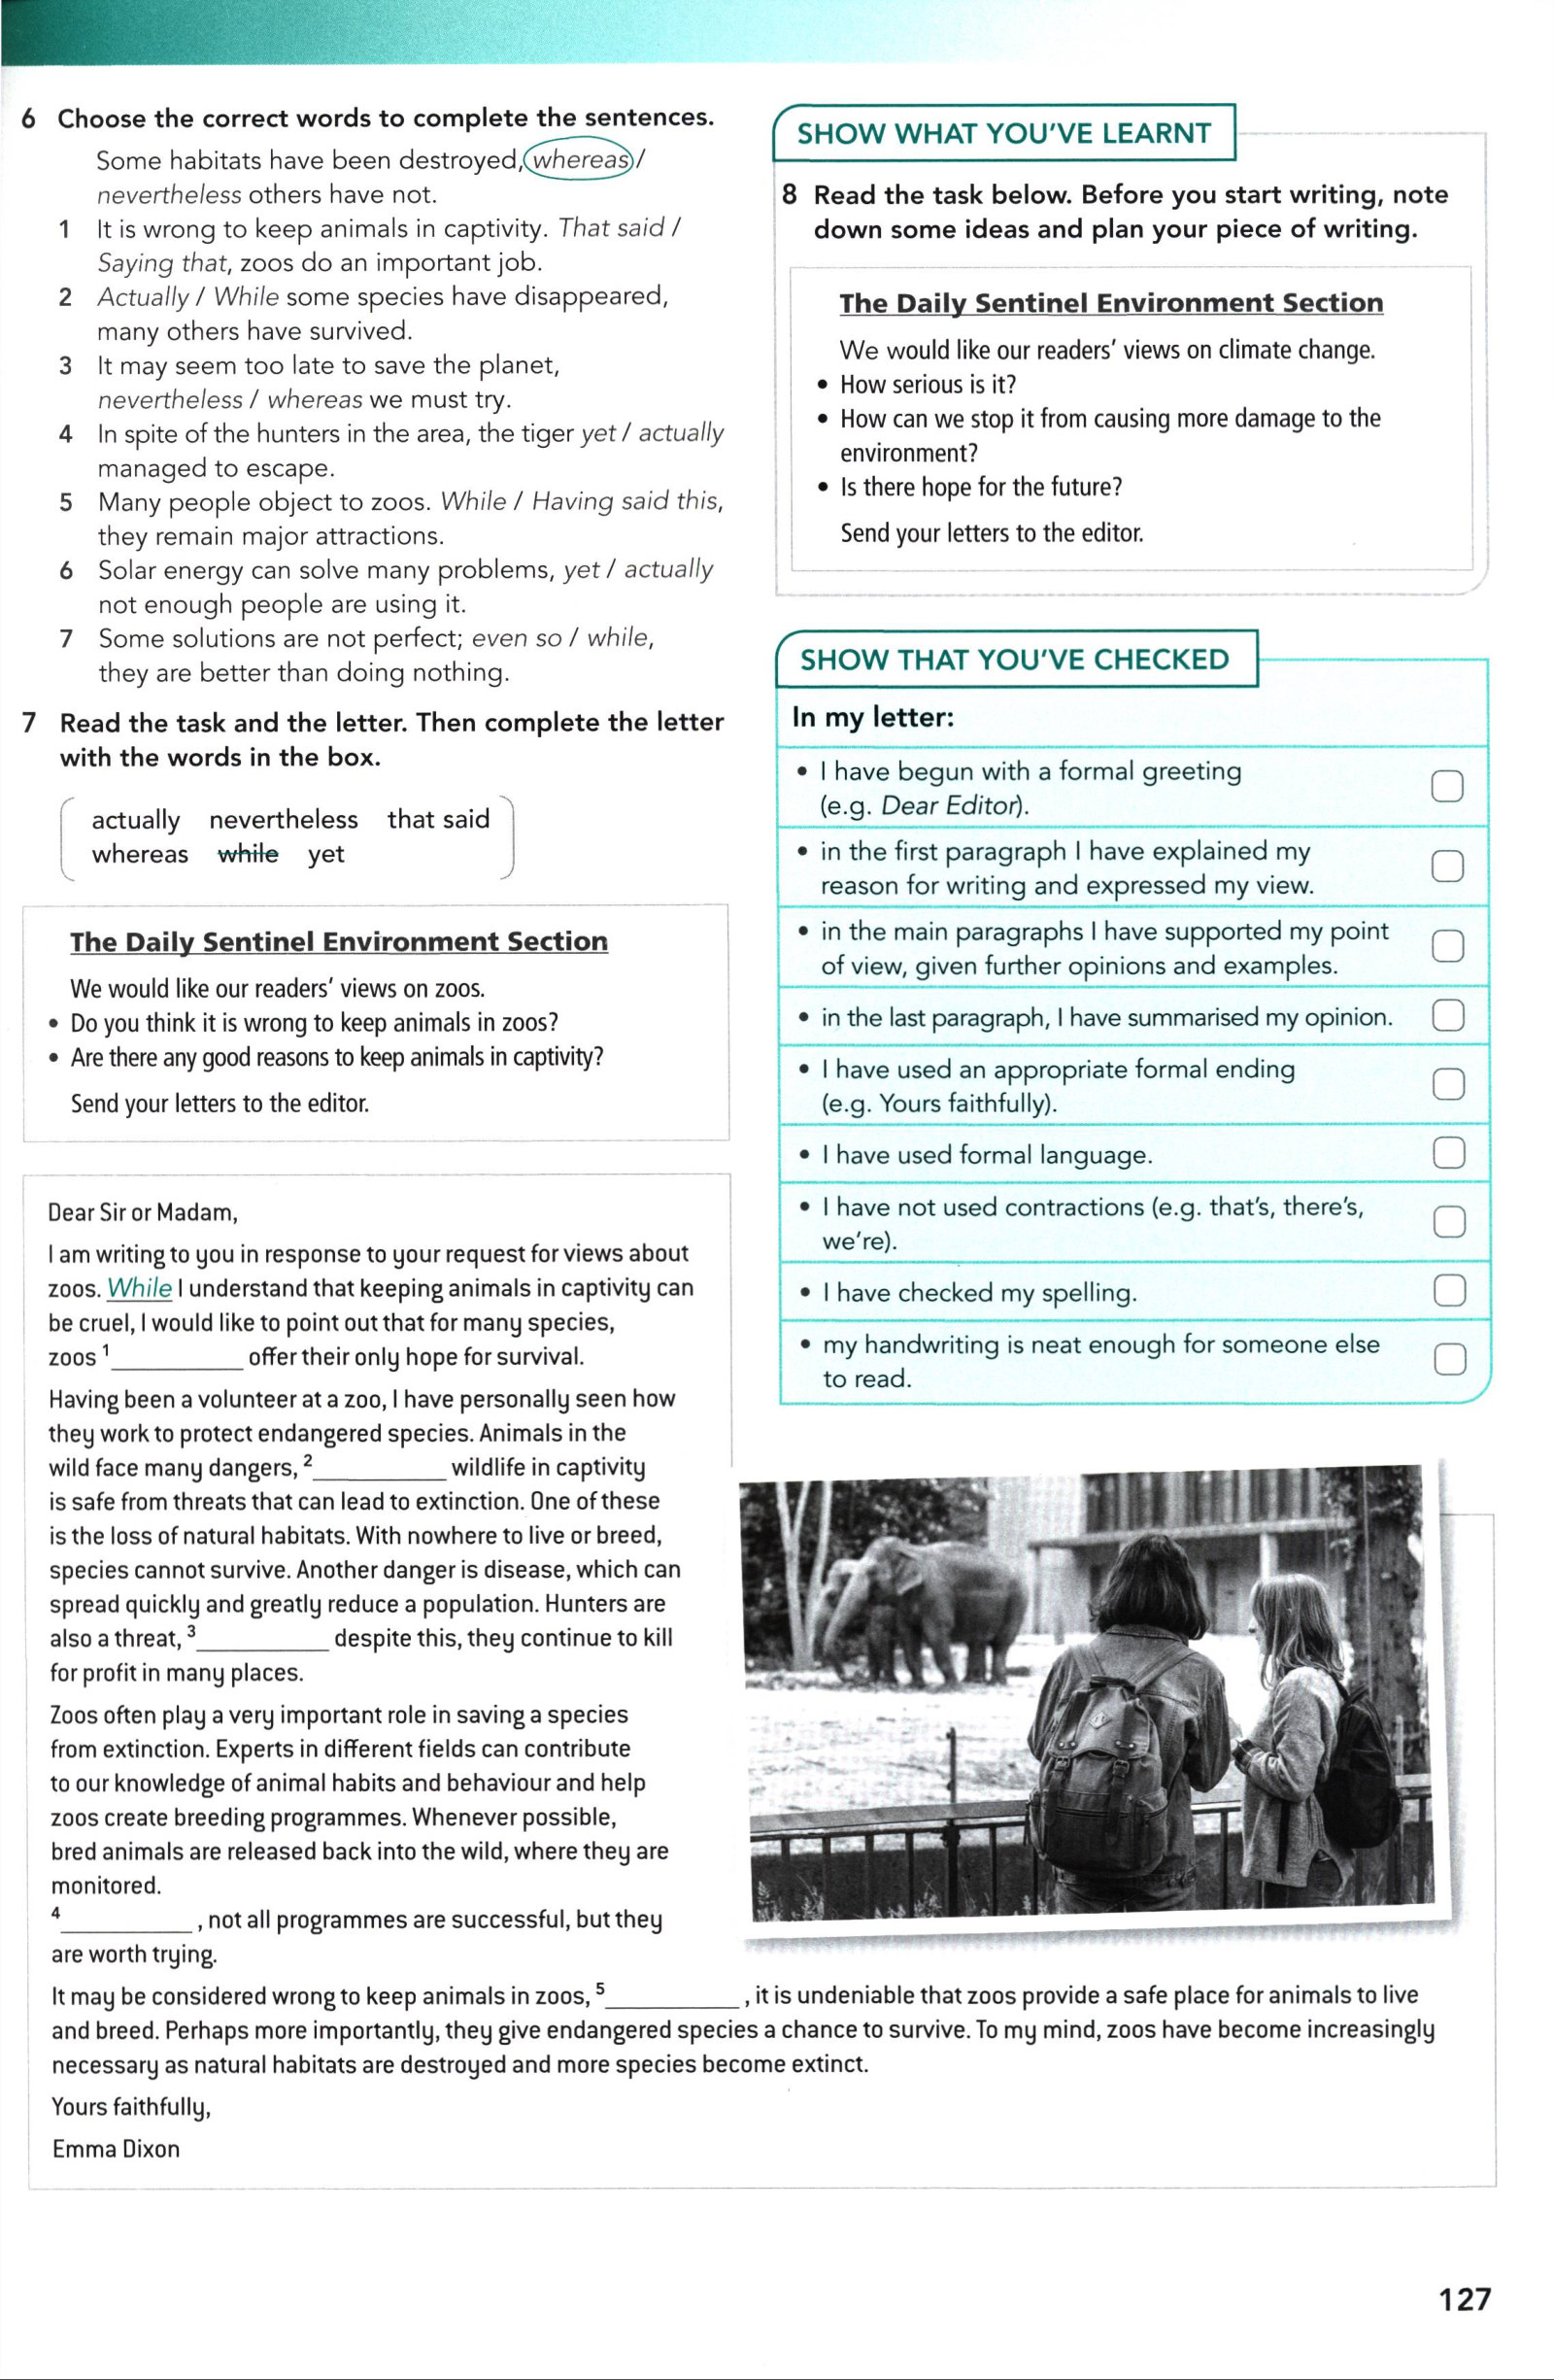 6 Choose the correct words to complete the sentences.
Some habitats have been destroyed, whereas /
nevertheless others have not.
1 It is wrong to keep animals in captivity. That said /
Saying that, zoos do an important job.
2 Actually / While some species have disappeared,
many others have survived.
3 It may seem too late to save the planet,
nevertheless / whereas we must try.
4 In spite of the hunters in the area, the tiger yet / actually
managed to escape.
5 Many people object to zoos. While / Having said this,
they remain major attractions.
6 Solar energy can solve many problems, yet / actually
not enough people are using it.
7 Some solutions are not perfect; even so / while,
they are better than doing nothing.
7 Read the task and the letter. Then complete the letter
with the words in the box.
actually nevertheless that said
whereas while yet
The Daily Sentinel Environment Section
We would like our readers' views on zoos.
• Do you think it is wrong to keep animals in zoos?
• Are there any good reasons to keep animals in captivity?
Send your letters to the editor.
Dear Sir or Madam,
I am writing to you in response to your request for views about
zoos. While I understand that keeping animals in captivity can
be cruel, I would like to point out that for many species,
zoos 1__________ offer their only hope for survival.
Having been a volunteer at a zoo, I have personally seen how
they work to protect endangered species. Animals in the
wild face many dangers, 2__________ wildlife in captivity
is safe from threats that can lead to extinction. One of these
is the loss of natural habitats. With nowhere to live or breed,
species cannot survive. Another danger is disease, which can
spread quickly and greatly reduce a population. Hunters are
also a threat, 3__________ despite this, they continue to kill
for profit in many places.
Zoos often play a very important role in saving a species
from extinction. Experts in different fields can contribute
to our knowledge of animal habits and behaviour and help
zoos create breeding programmes. Whenever possible,
bred animals are released back into the wild, where they are
monitored.
4__________ , not all programmes are successful, but they
are worth trying.
It may be considered wrong to keep animals in zoos, 5__________ , it is undeniable that zoos provide a safe place for animals to live
and breed. Perhaps more importantly, they give endangered species a chance to survive. To my mind, zoos have become increasingly
necessary as natural habitats are destroyed and more species become extinct.
Yours faithfully,
Emma Dixon
SHOW WHAT YOU'VE LEARNT
8 Read the task below. Before you start writing, note
down some ideas and plan your piece of writing.
The Daily Sentinel Environment Section
We would like our readers' views on climate change.
• How serious is it?
• How can we stop it from causing more damage to the
environment?
• Is there hope for the future?
Send your letters to the editor.
SHOW THAT YOU'VE CHECKED
In my letter:
• I have begun with a formal greeting
(e.g. Dear Editor).
• in the first paragraph I have explained my
reason for writing and expressed my view.
• in the main paragraphs I have supported my point
of view, given further opinions and examples.
• in the last paragraph, I have summarised my opinion.
• I have used an appropriate formal ending
(e.g. Yours faithfully).
• I have used formal language.
• I have not used contractions (e.g. that's, there's,
we're).
• I have checked my spelling.
• my handwriting is neat enough for someone else
to read.
127